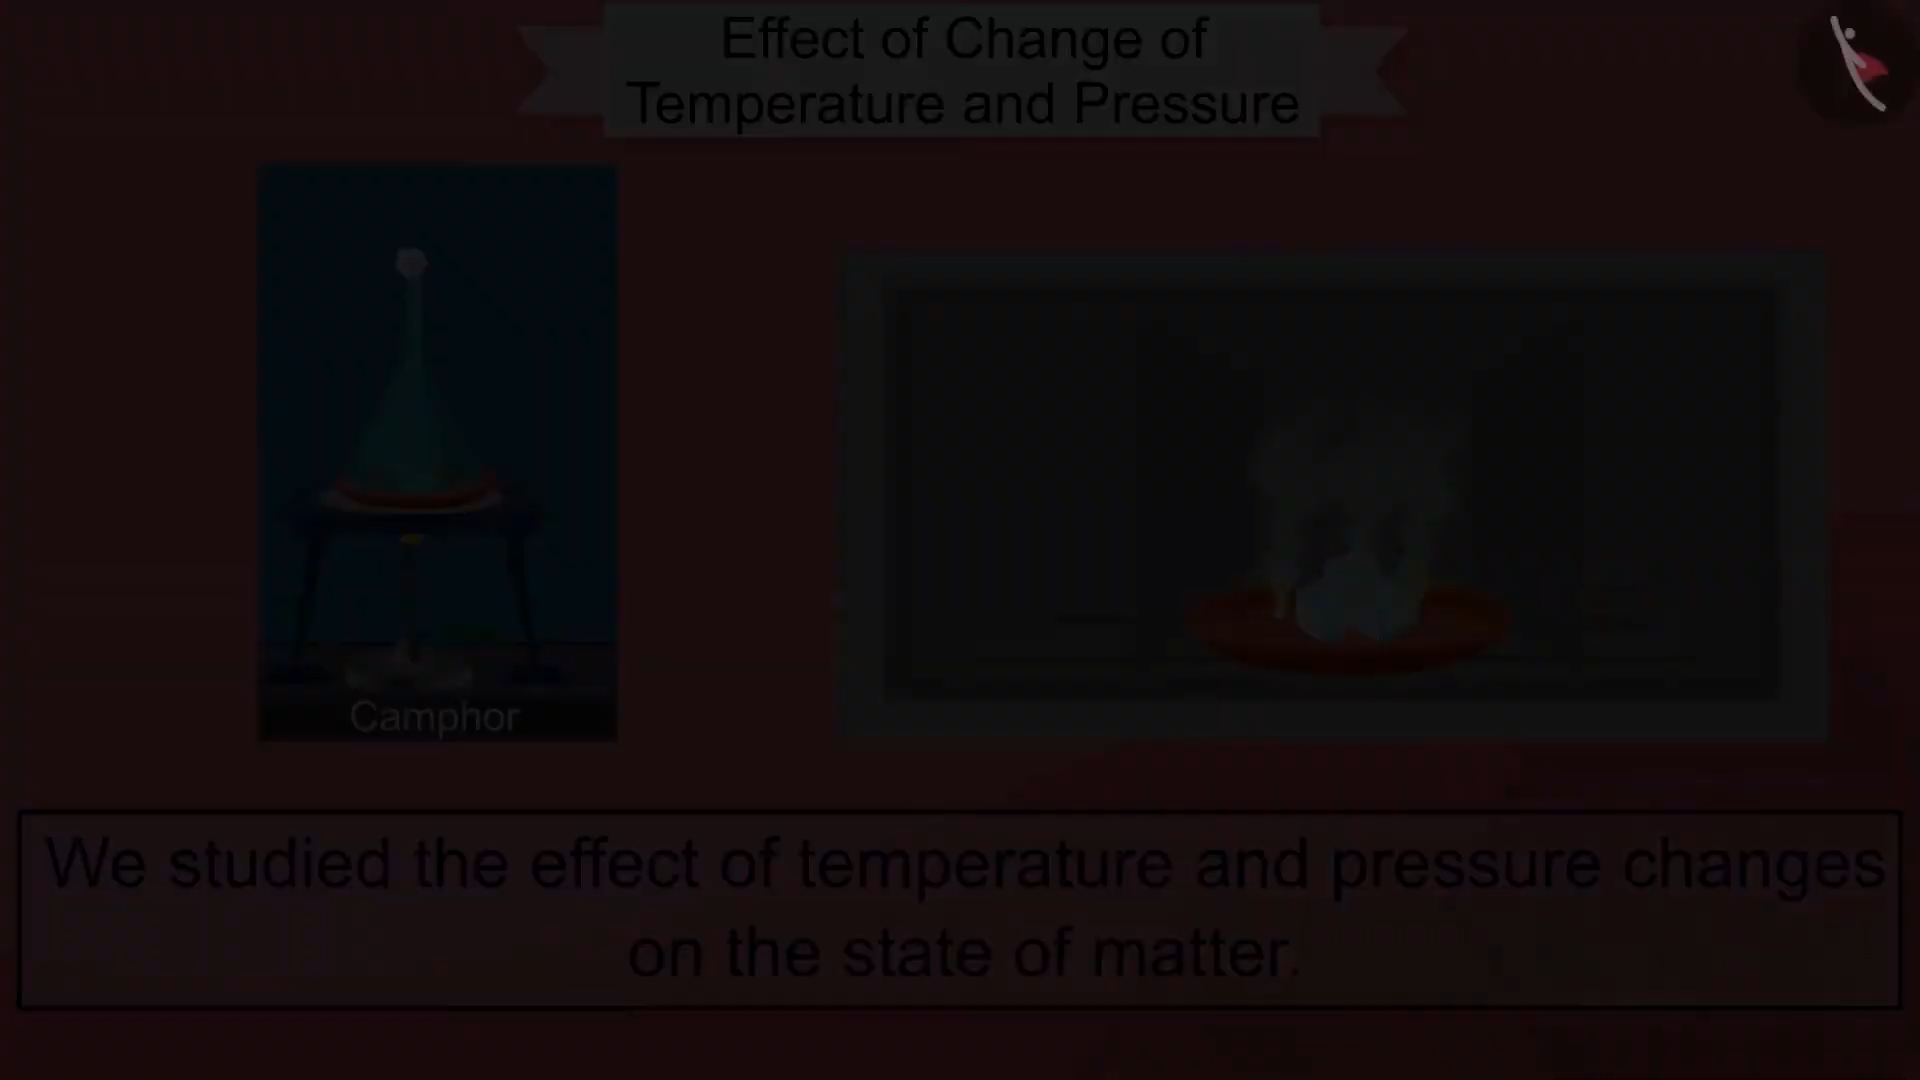 Effect of Change of
Temperature and Pressure
Camphor
We studied the effect of temperature and pressure changes
on the state of matter.